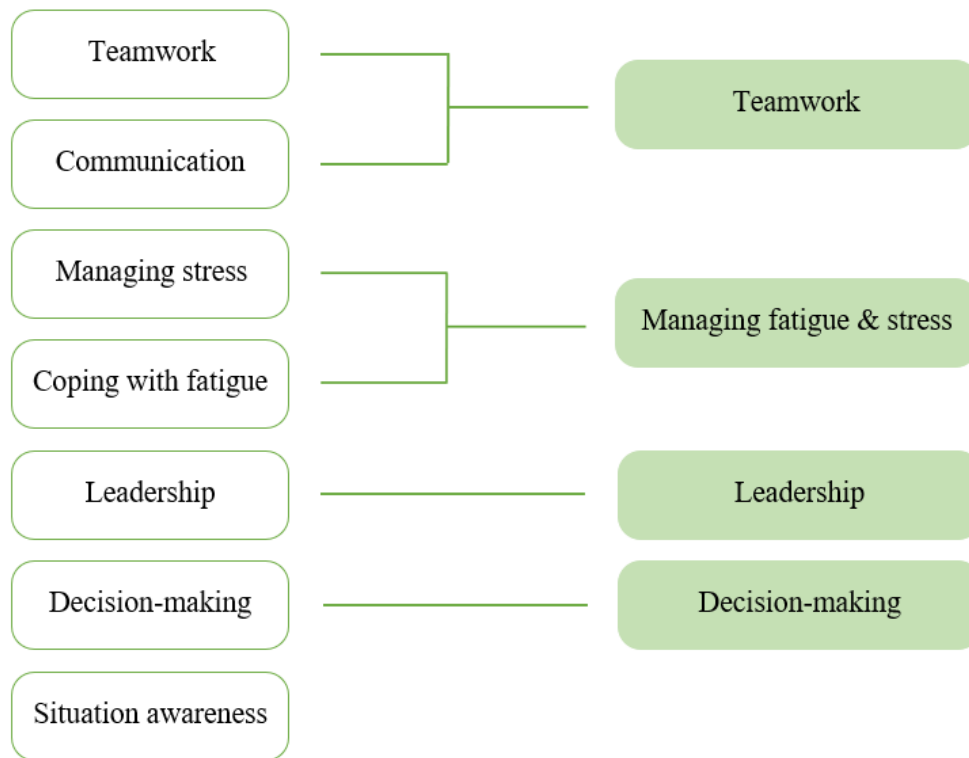 Teamwork
Communication
Managing stress
Coping with fatigue
Leadership
Decision-making
Situation awareness
Teamwork
Managing fatigue & stress
Leadership
Decision-making